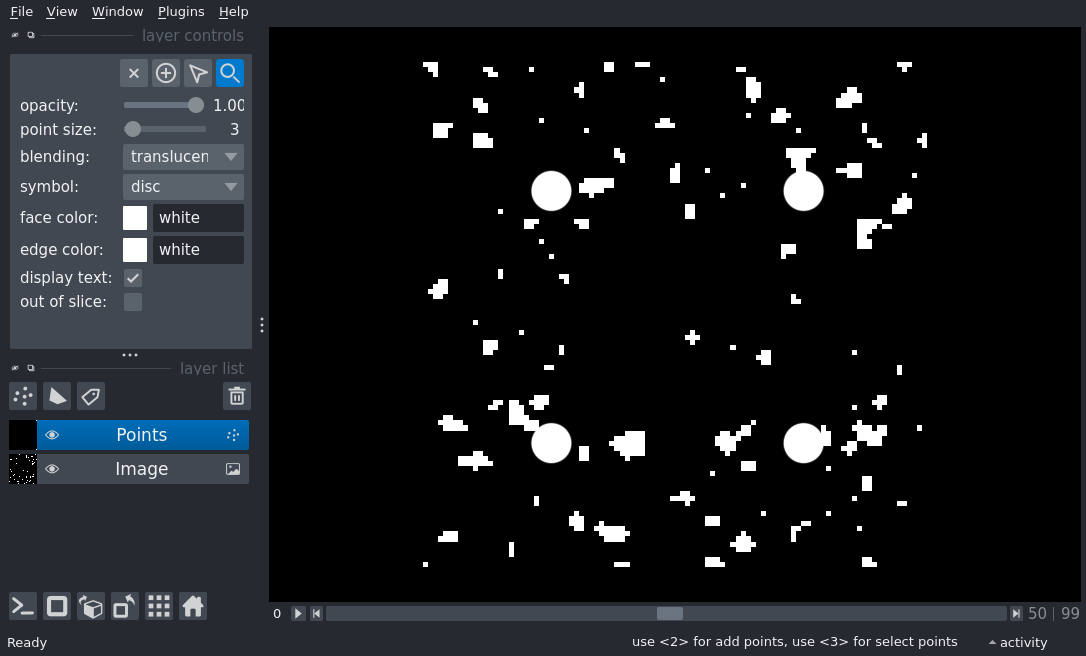 File View Window Plugins Help
layer controls
opacity: 1.00
point size: 3
blending: translucen
symbol: disc
face color: white
edge color: white
display text:
out of slice:
layer list
Points
Image
0 50 | 99
Ready use <2> for add points, use <3> for select points activity